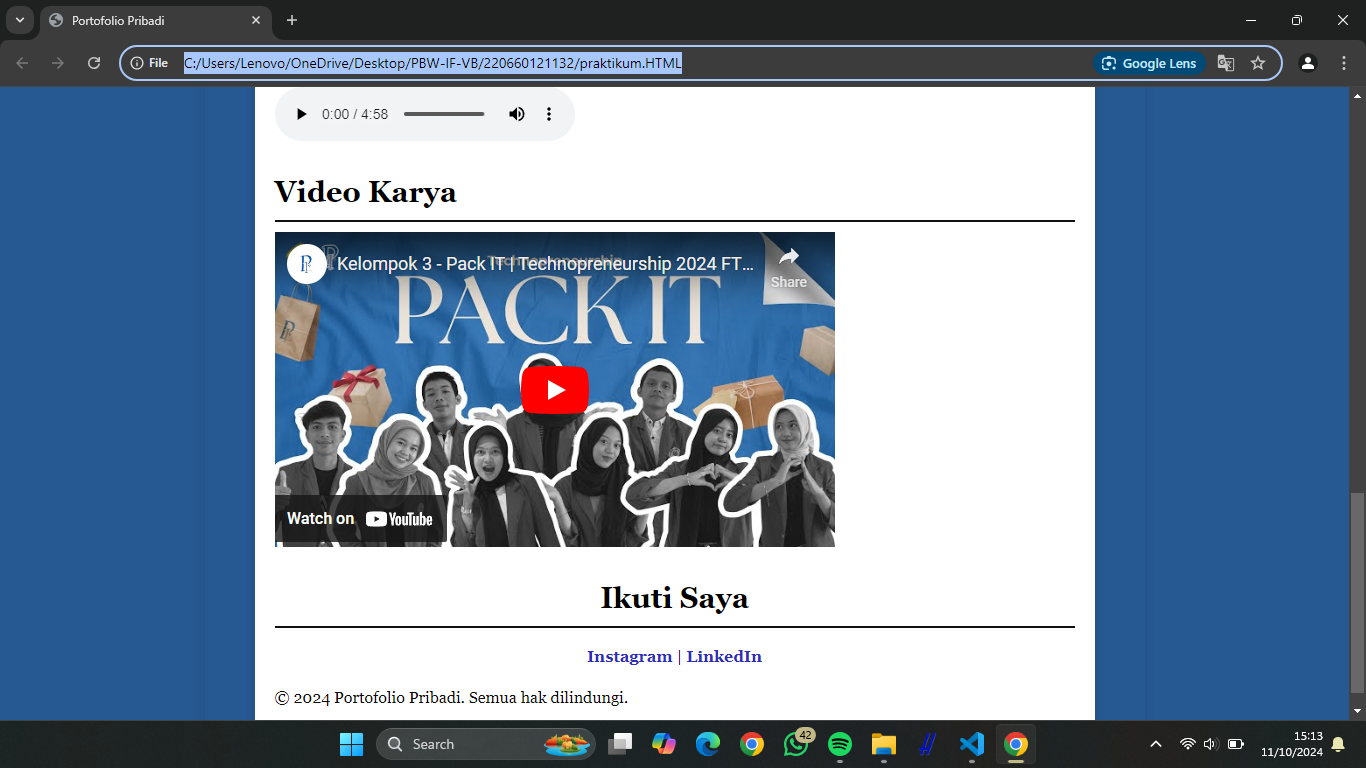 Portofolio Pribadi
File
C:/Users/Lenovo/OneDrive/Desktop/PBW-IF-VB/220660121132/praktikum.HTML
Google Lens
0:00 / 4:58
Video Karya
Kelompok 3 - Pack IT | Technopreneurship 2024 FT...
Share
PACK IT
Watch on YouTube
Ikuti Saya
Instagram | LinkedIn
© 2024 Portofolio Pribadi. Semua hak dilindungi.
Search
42
15:13
11/10/2024